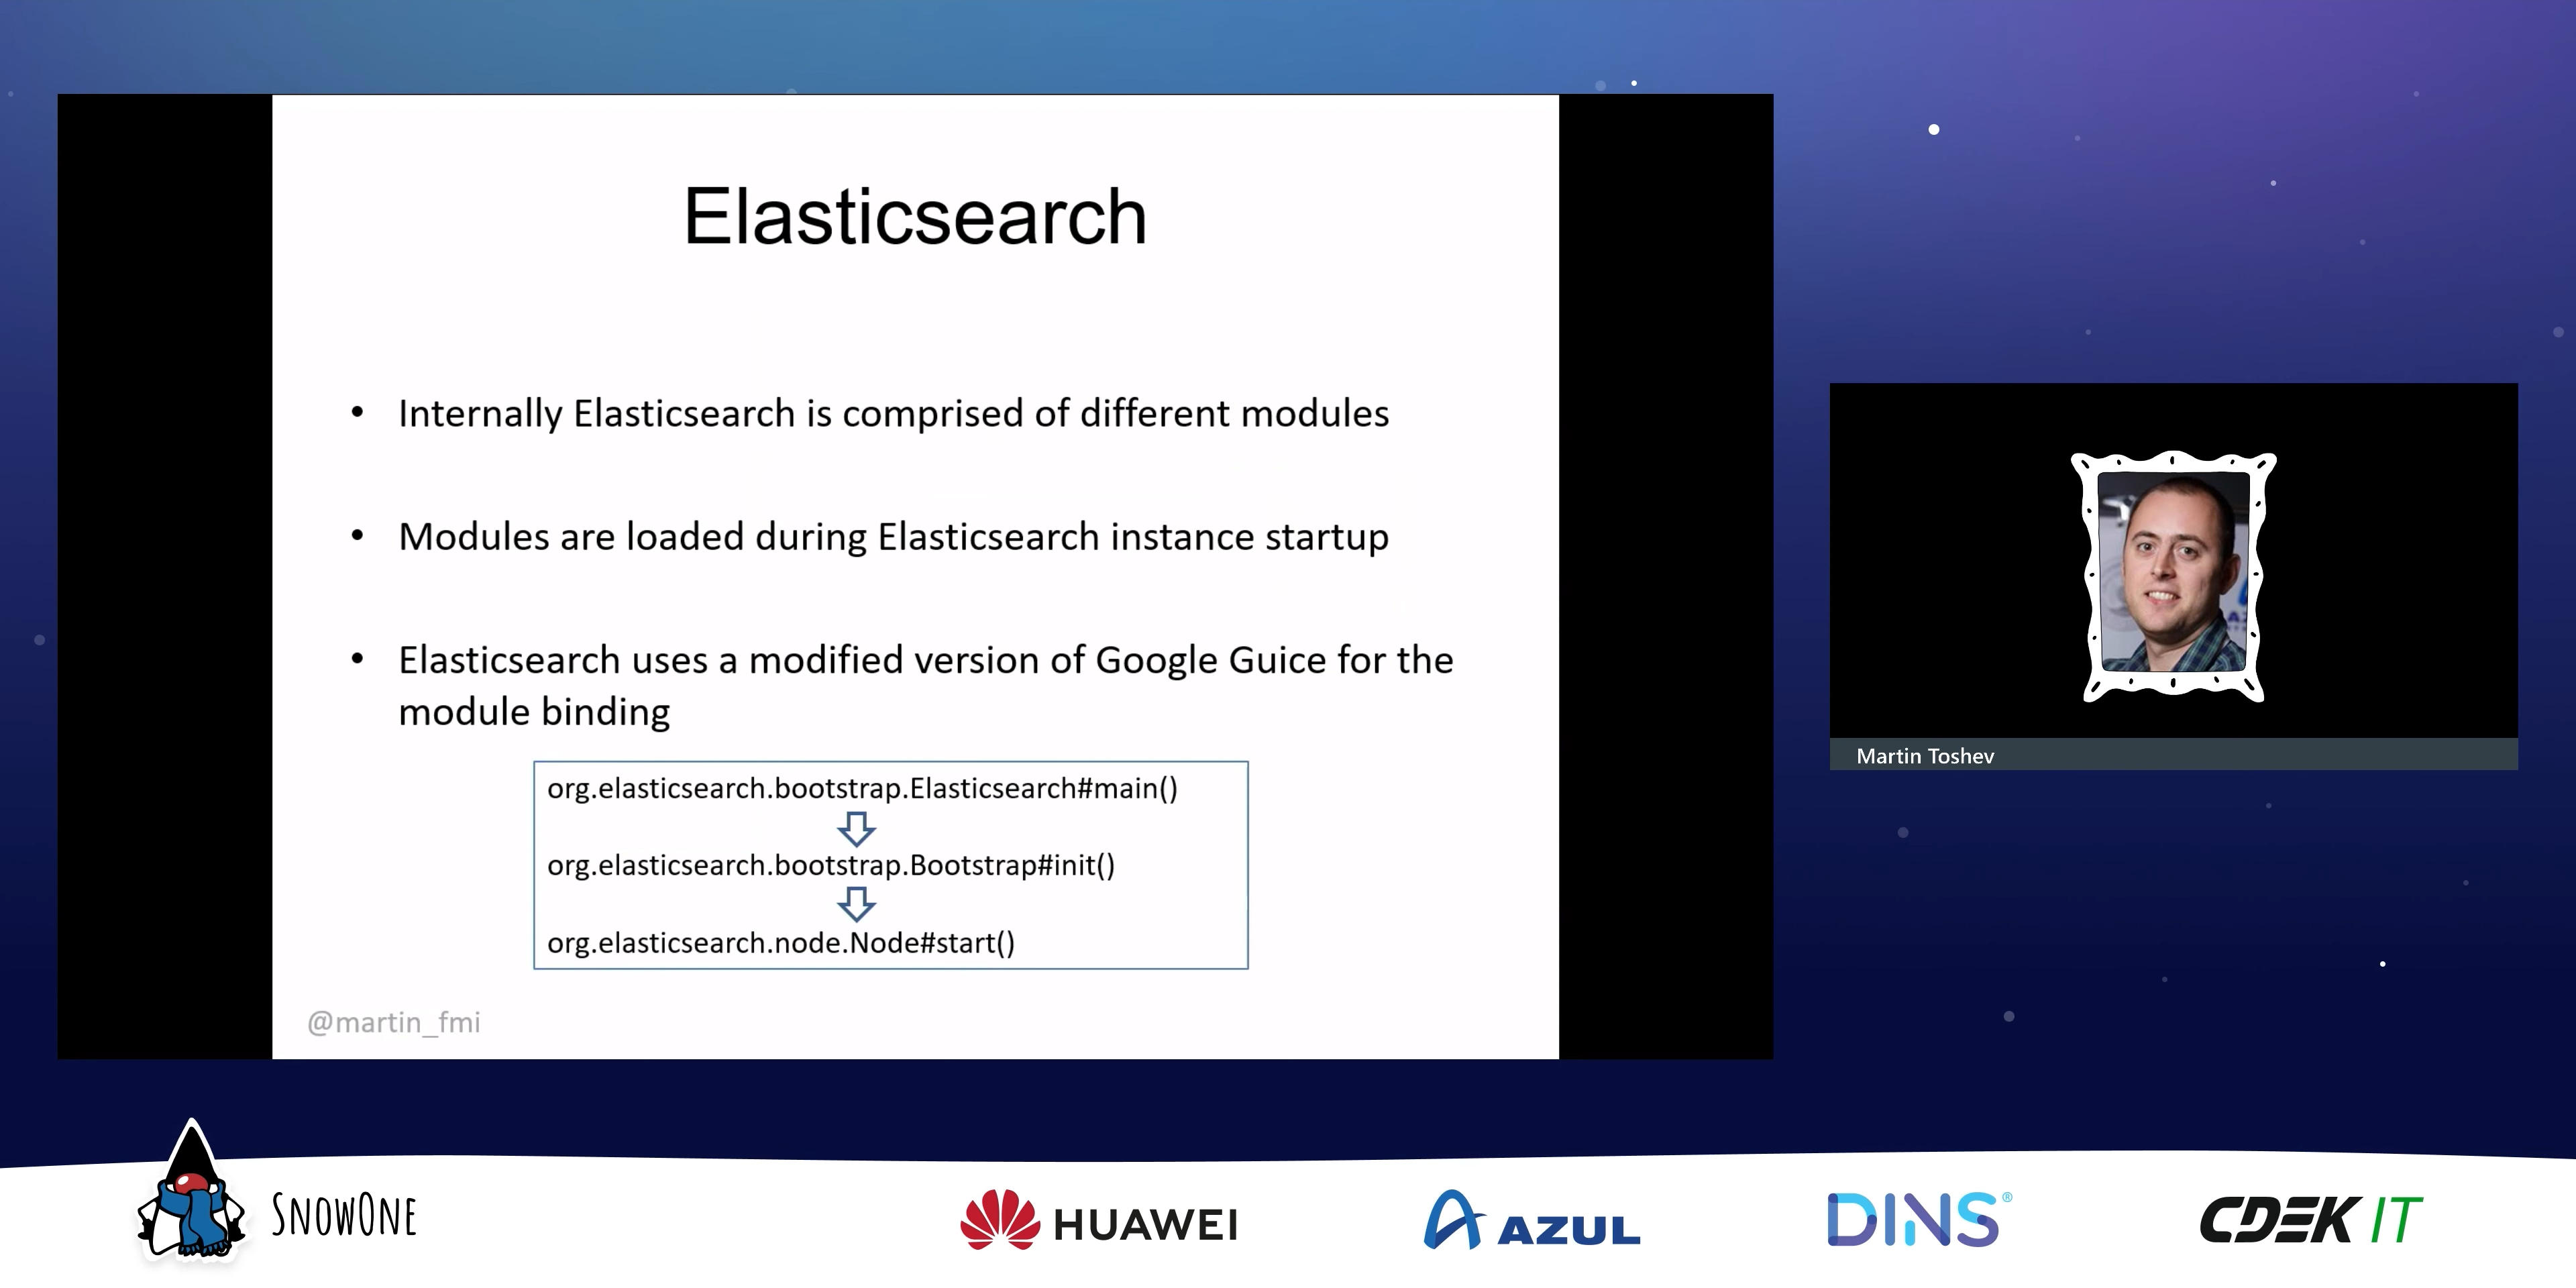 Elasticsearch
• Internally Elasticsearch is comprised of different modules
• Modules are loaded during Elasticsearch instance startup
• Elasticsearch uses a modified version of Google Guice for the
module binding
org.elasticsearch.bootstrap.Elasticsearch#main()
org.elasticsearch.bootstrap.Bootstrap#init()
org.elasticsearch.node.Node#start()
@martin_fmi
Martin Toshev
SNOWONE
HUAWEI
AZUL
DINS®
CDEK IT